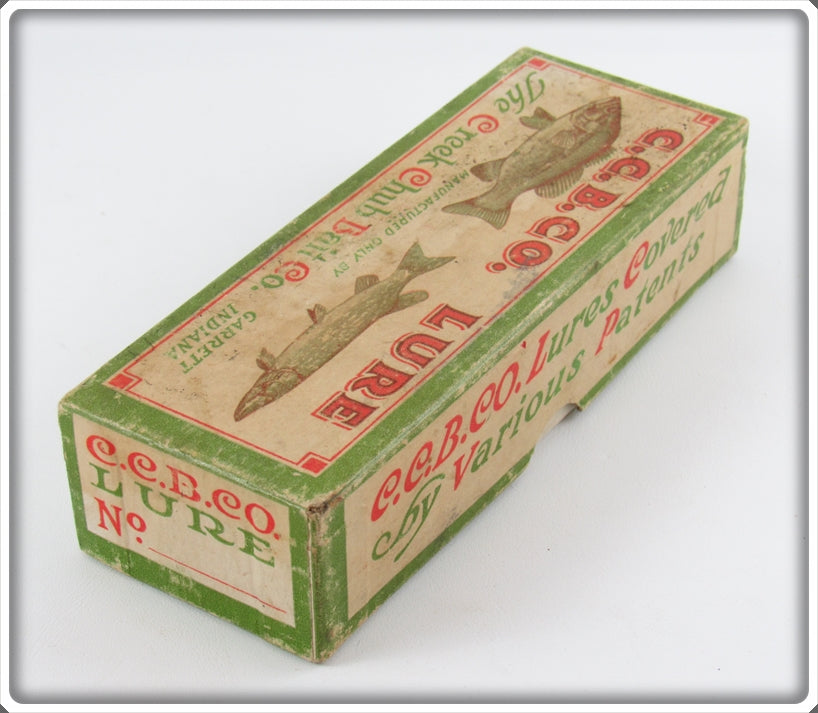 C.C.B.CO. LURE
MANUFACTURED ONLY BY
The Creek Chub Bait Co.
GARRETT
INDIANA
C.C.B.CO. Lures Covered
by Various Patents
C.C.B.CO.
LURE
No.